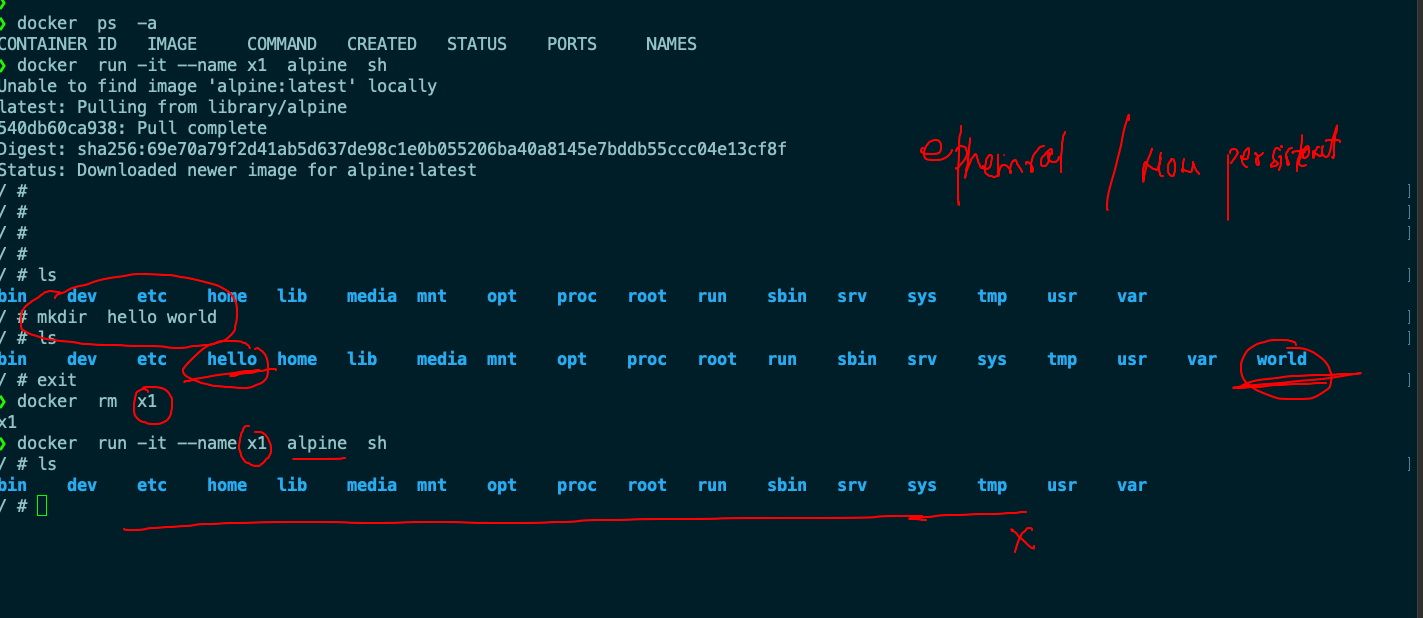 ❯
❯ docker ps -a
CONTAINER ID IMAGE COMMAND CREATED STATUS PORTS NAMES
❯ docker run -it --name x1 alpine sh
Unable to find image 'alpine:latest' locally
latest: Pulling from library/alpine
540db60ca938: Pull complete
Digest: sha256:69e70a79f2d41ab5d637de98c1e0b055206ba40a8145e7bddb55ccc04e13cf8f
Status: Downloaded newer image for alpine:latest
ephemiral / Non persistent
/ # ]
/ # ]
/ # ]
/ #
/ # ls ]
bin dev etc home lib media mnt opt proc root run sbin srv sys tmp usr var
/ # mkdir hello world ]
/ # ls ]
bin dev etc hello home lib media mnt opt proc root run sbin srv sys tmp usr var world
/ # exit ]
❯ docker rm x1
x1
❯ docker run -it --name x1 alpine sh
/ # ls ]
bin dev etc home lib media mnt opt proc root run sbin srv sys tmp usr var
/ #
x